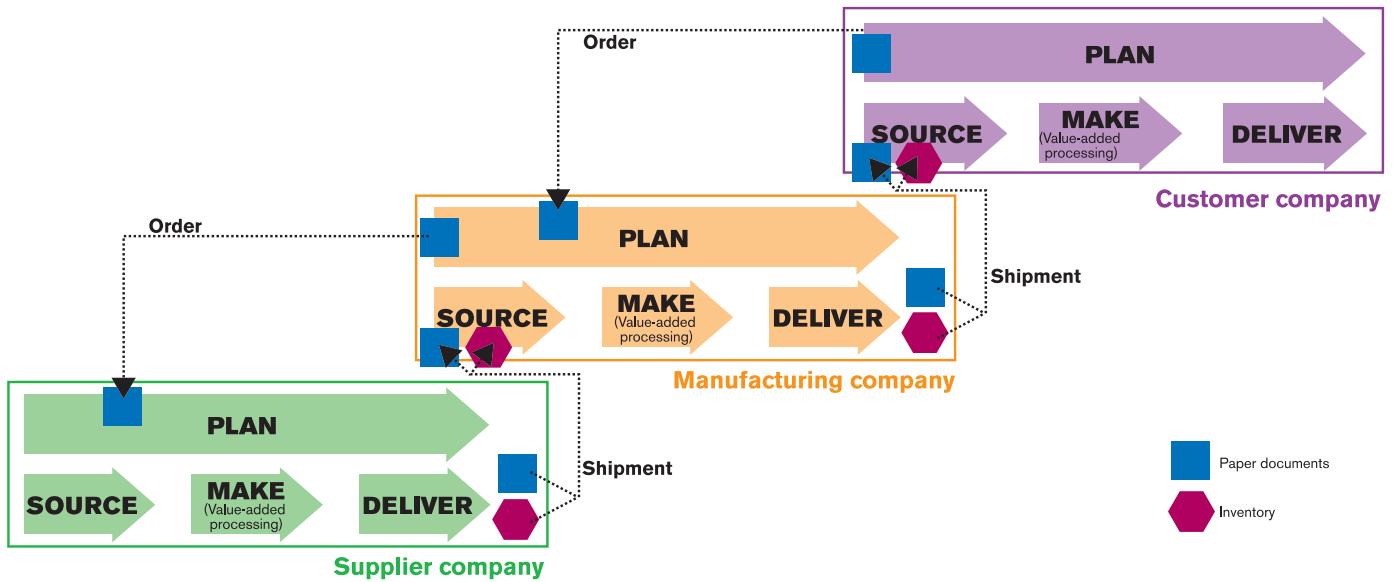 Order
PLAN
SOURCE
MAKE
(Value-added
processing)
DELIVER
Customer company
Order
PLAN
Shipment
SOURCE
MAKE
(Value-added
processing)
DELIVER
Manufacturing company
PLAN
Shipment
SOURCE
MAKE
(Value-added
processing)
DELIVER
Supplier company
Paper documents
Inventory